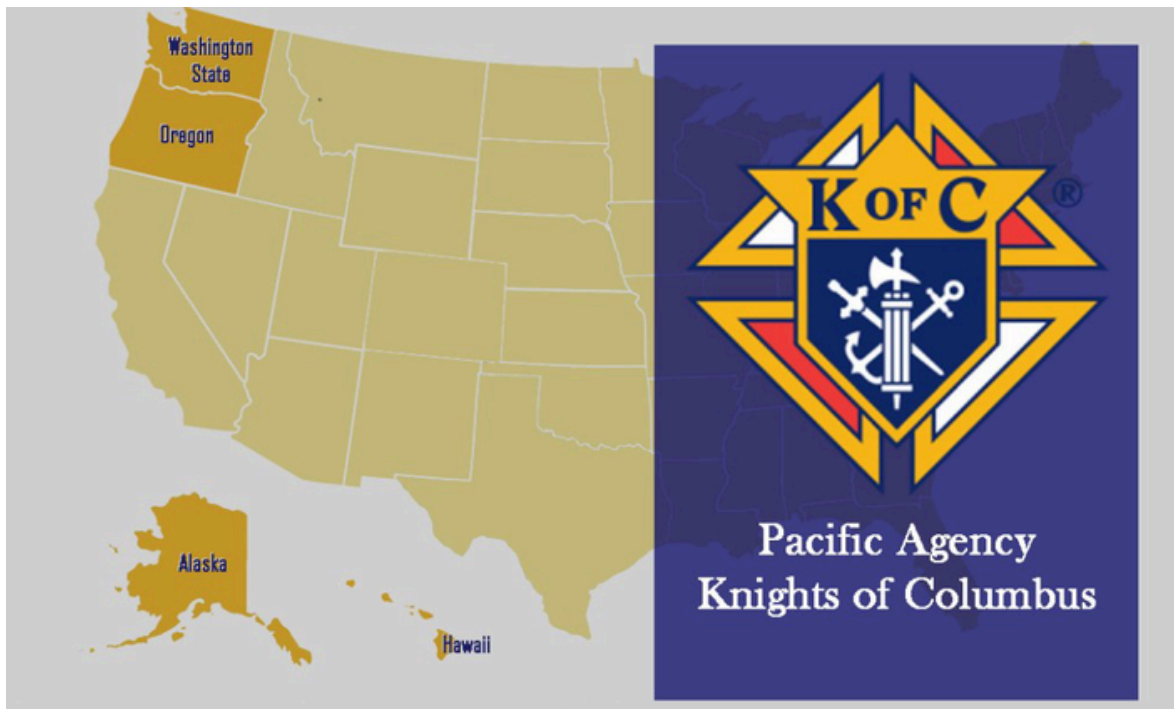 Washington
State
Oregon
Alaska
Hawaii
K OF C
®
Pacific Agency
Knights of Columbus